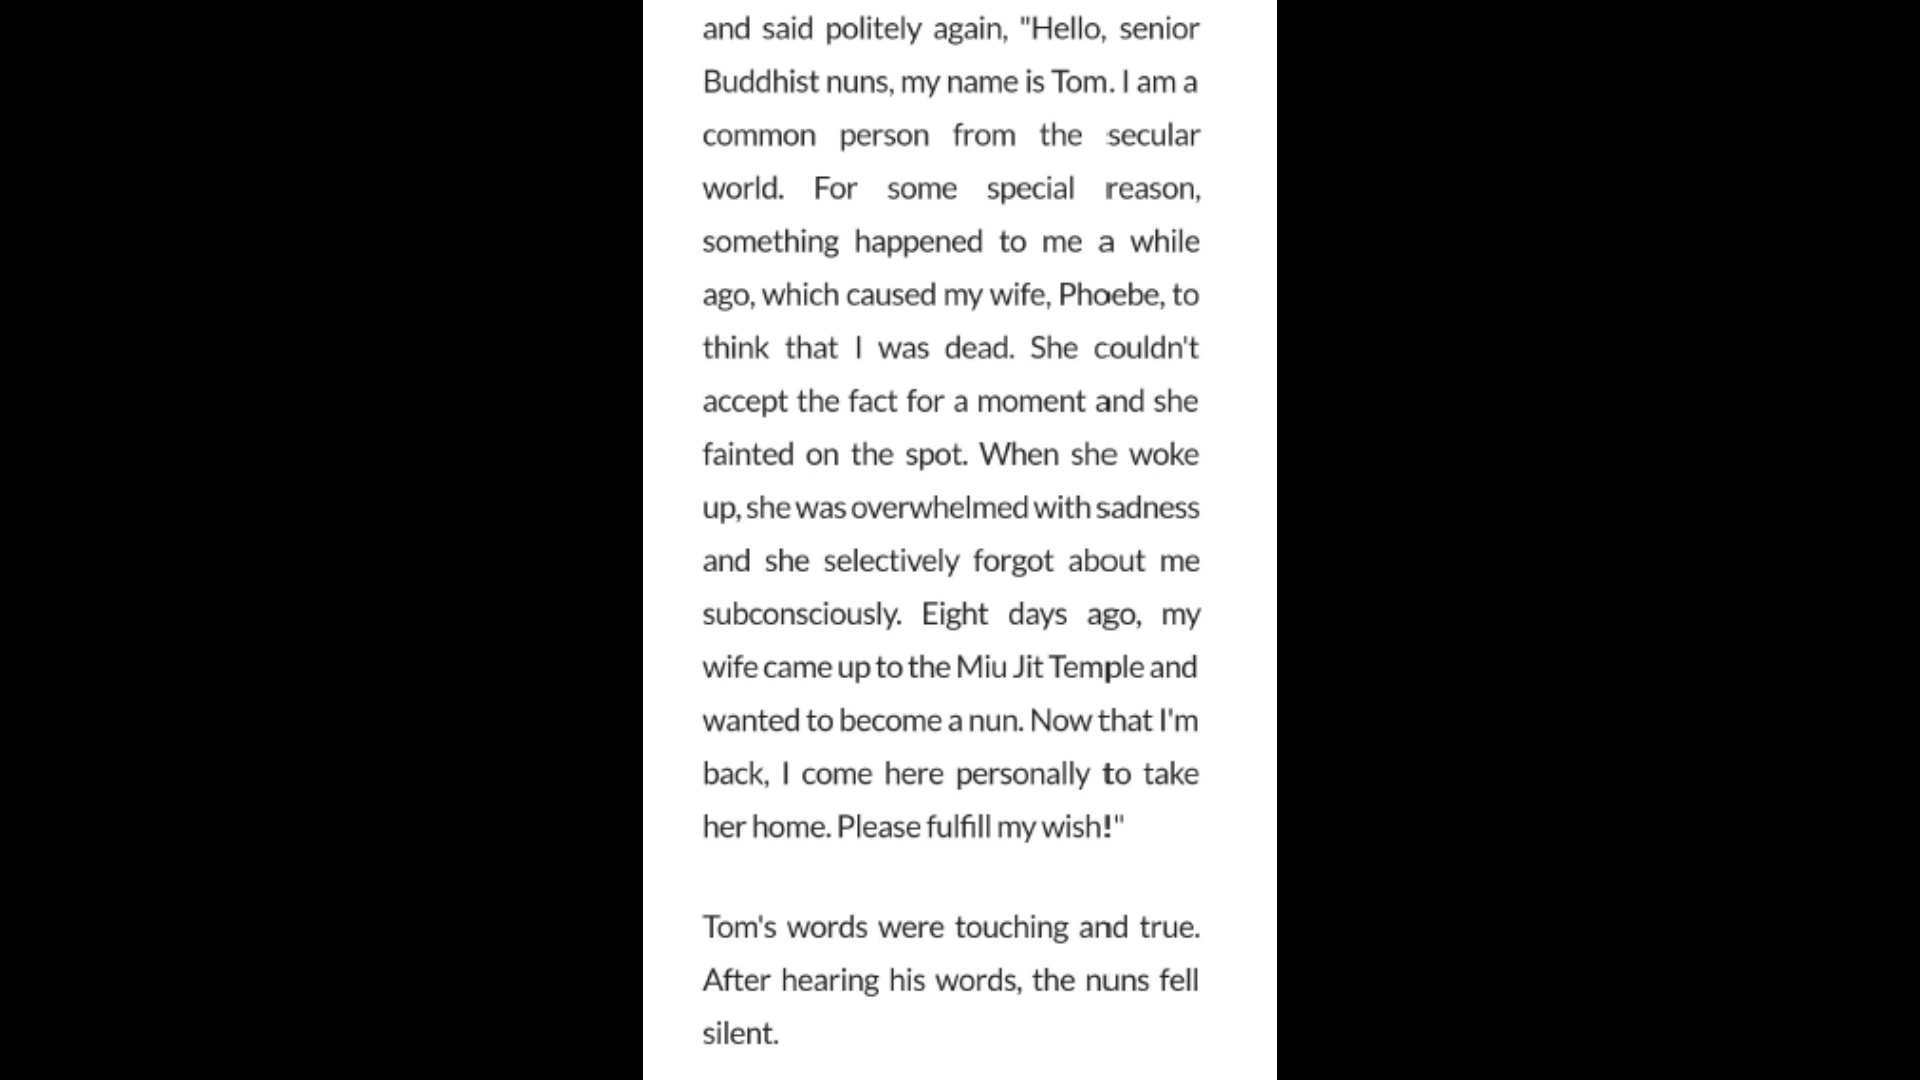 and said politely again, "Hello, senior
Buddhist nuns, my name is Tom. I am a
common person from the secular
world. For some special reason,
something happened to me a while
ago, which caused my wife, Phoebe, to
think that I was dead. She couldn't
accept the fact for a moment and she
fainted on the spot. When she woke
up, she was overwhelmed with sadness
and she selectively forgot about me
subconsciously. Eight days ago, my
wife came up to the Miu Jit Temple and
wanted to become a nun. Now that I'm
back, I come here personally to take
her home. Please fulfill my wish!"
Tom's words were touching and true.
After hearing his words, the nuns fell
silent.